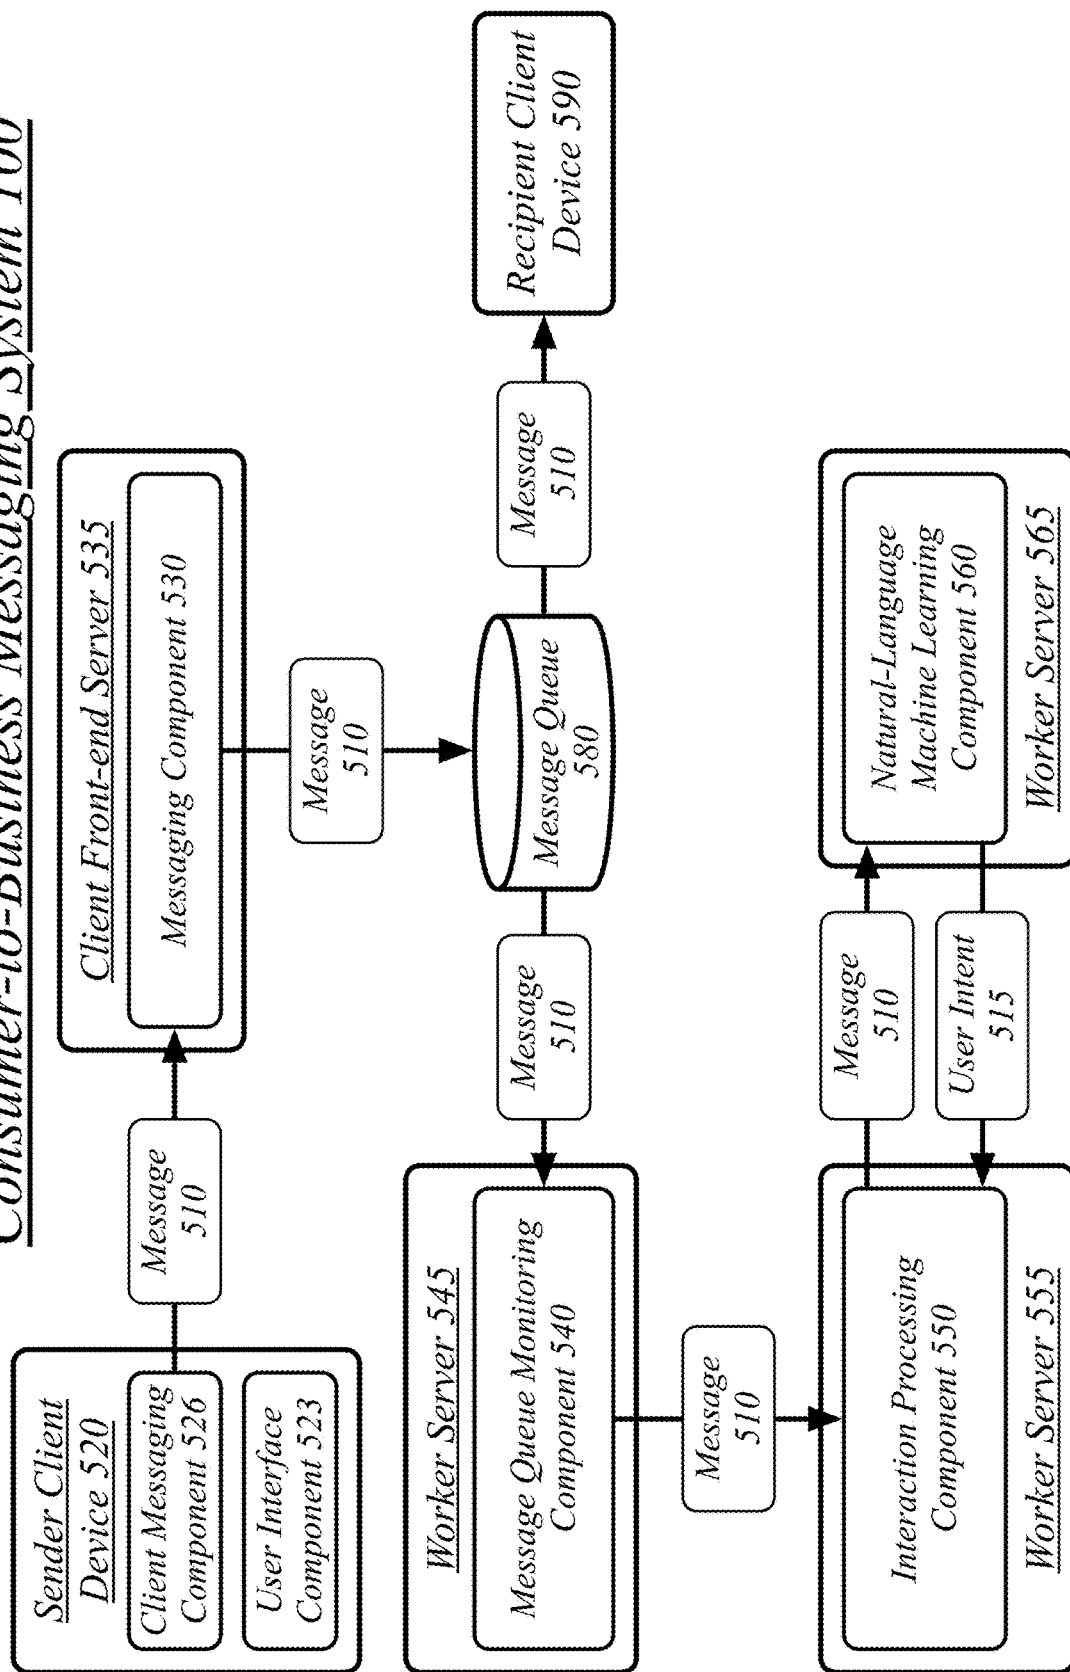 Consumer-to-Business Messaging System 100
Sender Client
Device 520
Client Messaging
Component 526
User Interface
Component 523
Message
510
Client Front-end Server 535
Messaging Component 530
Message
510
Worker Server 545
Message Queue Monitoring
Component 540
Message
510
Message Queue
580
Message
510
Recipient Client
Device 590
Message
510
Interaction Processing
Component 550
Worker Server 555
Message
510
User Intent
515
Natural-Language
Machine Learning
Component 560
Worker Server 565